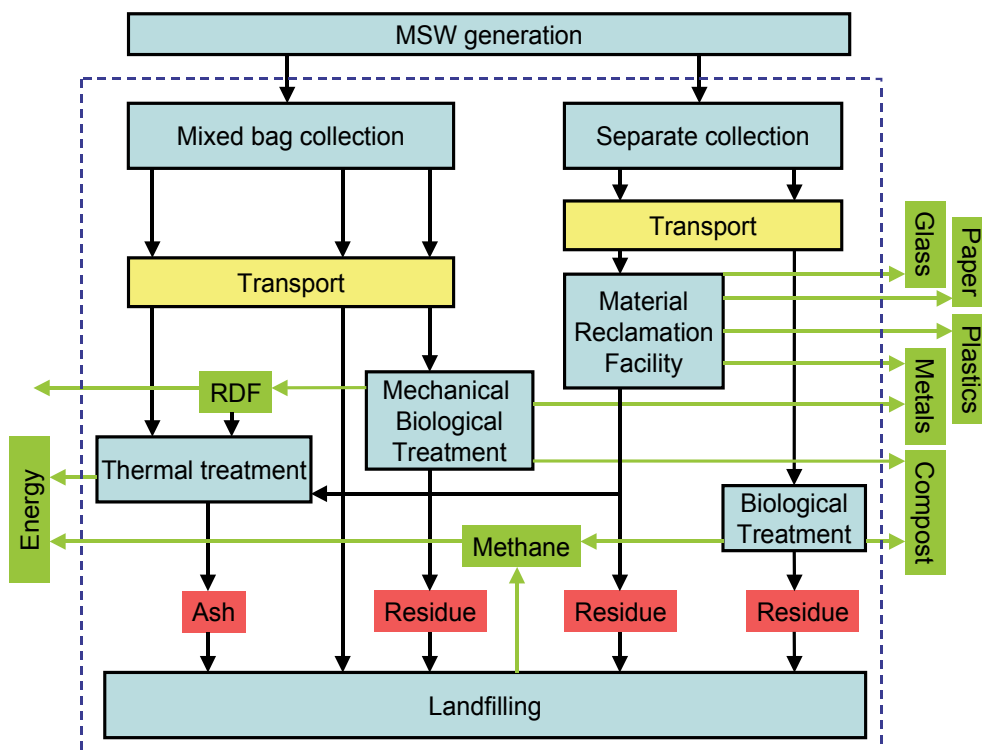 MSW generation
Mixed bag collection
Separate collection
Transport
Glass
Paper
Transport
Material
Reclamation
Facility
Plastics
Metals
RDF
Mechanical
Biological
Treatment
Thermal treatment
Energy
Compost
Biological
Treatment
Methane
Ash
Residue
Residue
Residue
Landfilling